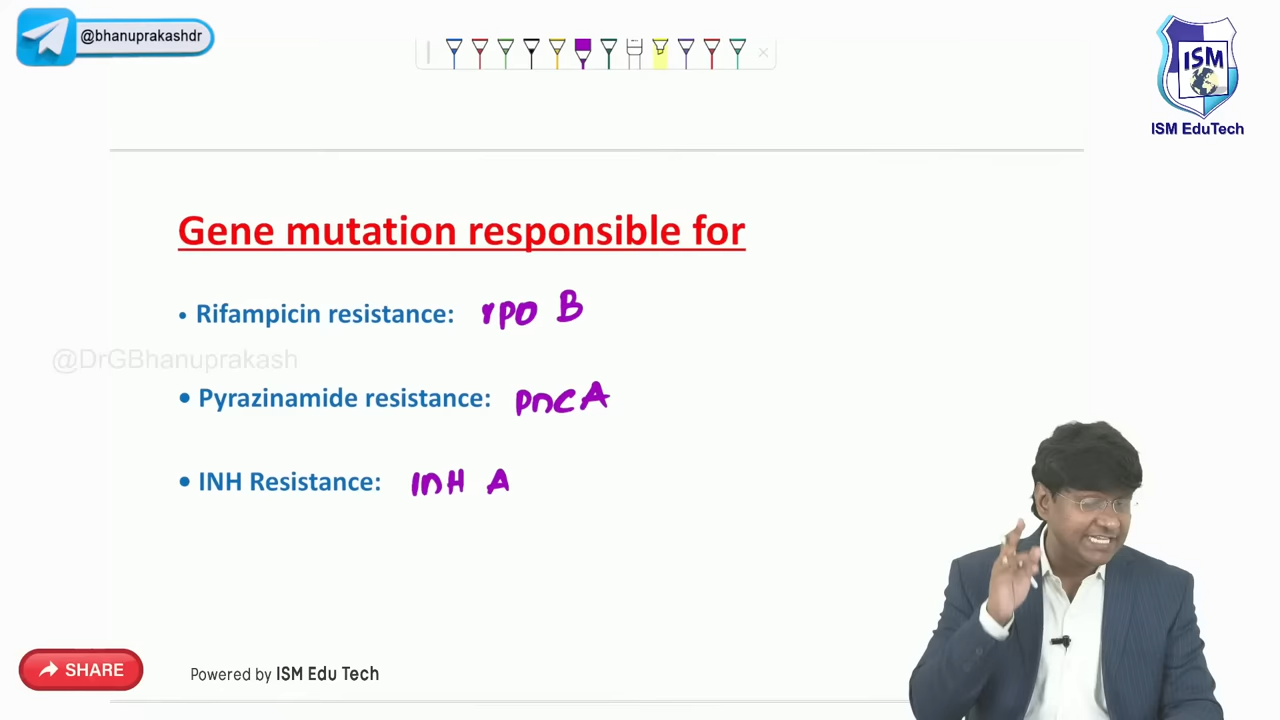 @bhanuprakashdr
ISM
ISM EduTech
Gene mutation responsible for
• Rifampicin resistance: rpo B
@DrGBhanuprakash
• Pyrazinamide resistance: pncA
• INH Resistance: InH A
SHARE
Powered by ISM Edu Tech